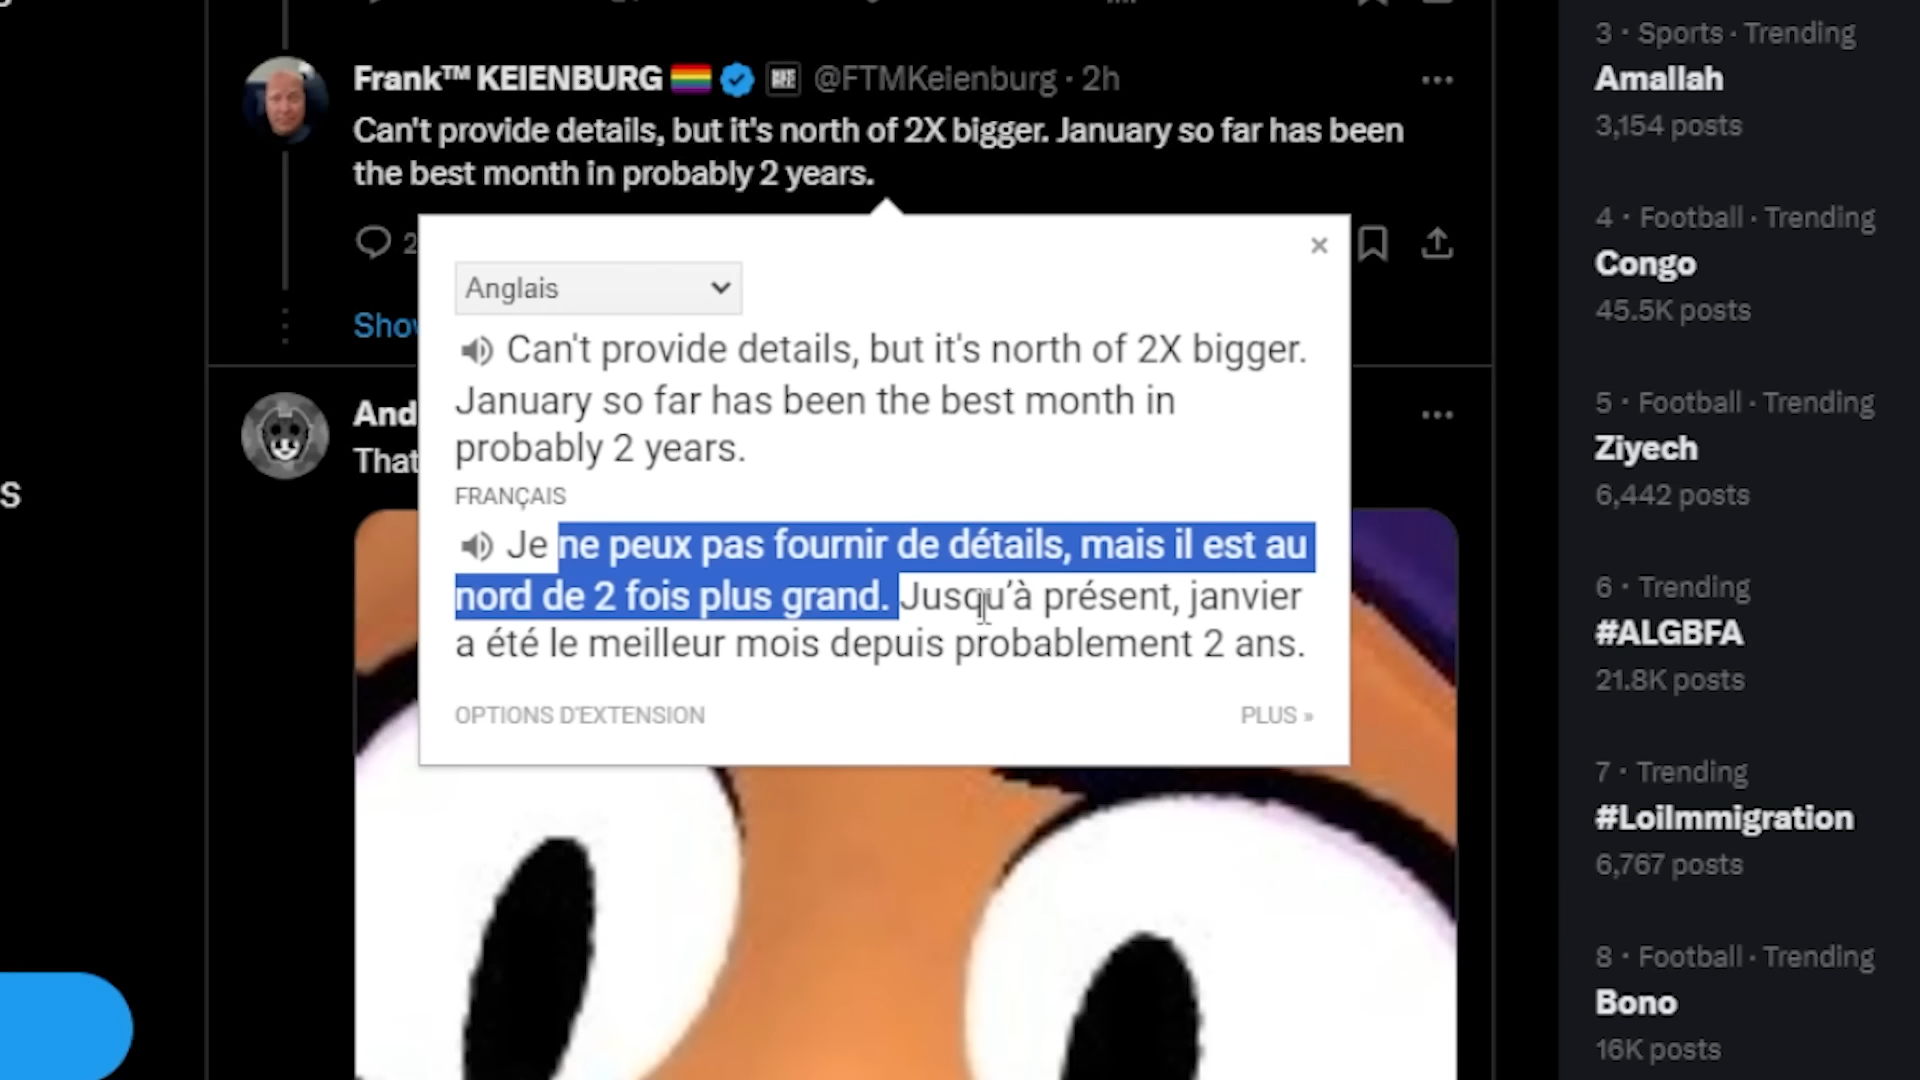 Frank™ KEIENBURG @FTMKeienburg · 2h
Can't provide details, but it's north of 2X bigger. January so far has been
the best month in probably 2 years.
2
Show
And
That
Anglais
Can't provide details, but it's north of 2X bigger.
January so far has been the best month in
probably 2 years.
FRANÇAIS
Je ne peux pas fournir de détails, mais il est au
nord de 2 fois plus grand. Jusqu'à présent, janvier
a été le meilleur mois depuis probablement 2 ans.
OPTIONS D'EXTENSION
PLUS »
S
3 · Sports · Trending
Amallah
3,154 posts
4 · Football · Trending
Congo
45.5K posts
5 · Football · Trending
Ziyech
6,442 posts
6 · Trending
#ALGBFA
21.8K posts
7 · Trending
#LoiImmigration
6,767 posts
8 · Football · Trending
Bono
16K posts